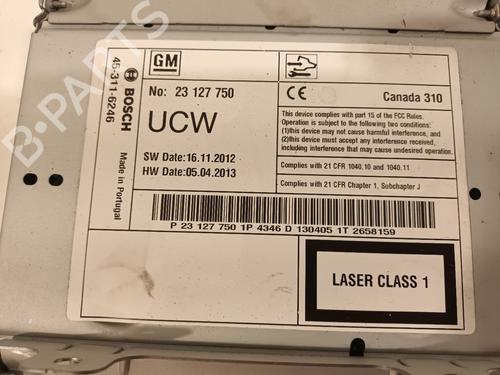 GM
No: 23 127 750
UCW
SW Date:16.11.2012
HW Date:05.04.2013
CE
Canada 310
This device complies with part 15 of the FCC Rules.
Operation is subject to the following two conditions:
(1)this device may not cause harmful interference, and
(2)this device must accept any interference received,
including interference that may cause undesired operation.
Complies with 21 CFR 1040.10 and 1040.11
Complies with 21 CFR Chapter 1, Subchapter J
P 23 127 750 1P 4346 D 130405 1T 2658159
LASER CLASS 1
BOSCH
45-311-6246
Made in Portugal
B-PARTS